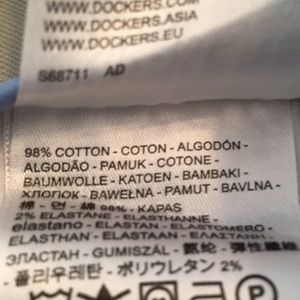 WWW.DOCKERS.COM
WWW.DOCKERS.ASIA
WWW.DOCKERS.EU
S68711 AD
98% COTTON - COTON - ALGODÓN -
ALGODÃO - PAMUK - COTONE -
BAUMWOLLE - KATOEN - BAMBAKI -
ХЛОПОК - BAWEŁNA - PAMUT - BAVLNA -
棉 - 면 - 綿 98% - KAPAS
2% ELASTANE - ELASTHANNE -
elastano - ELASTAN - ELASTOMERO -
ELASTHAN - ELASTAAN -
ЭЛАСТАН - GUMISZÁL - 氨纶 - 彈性纖維
- 폴리우레탄 - ポリウレタン 2%